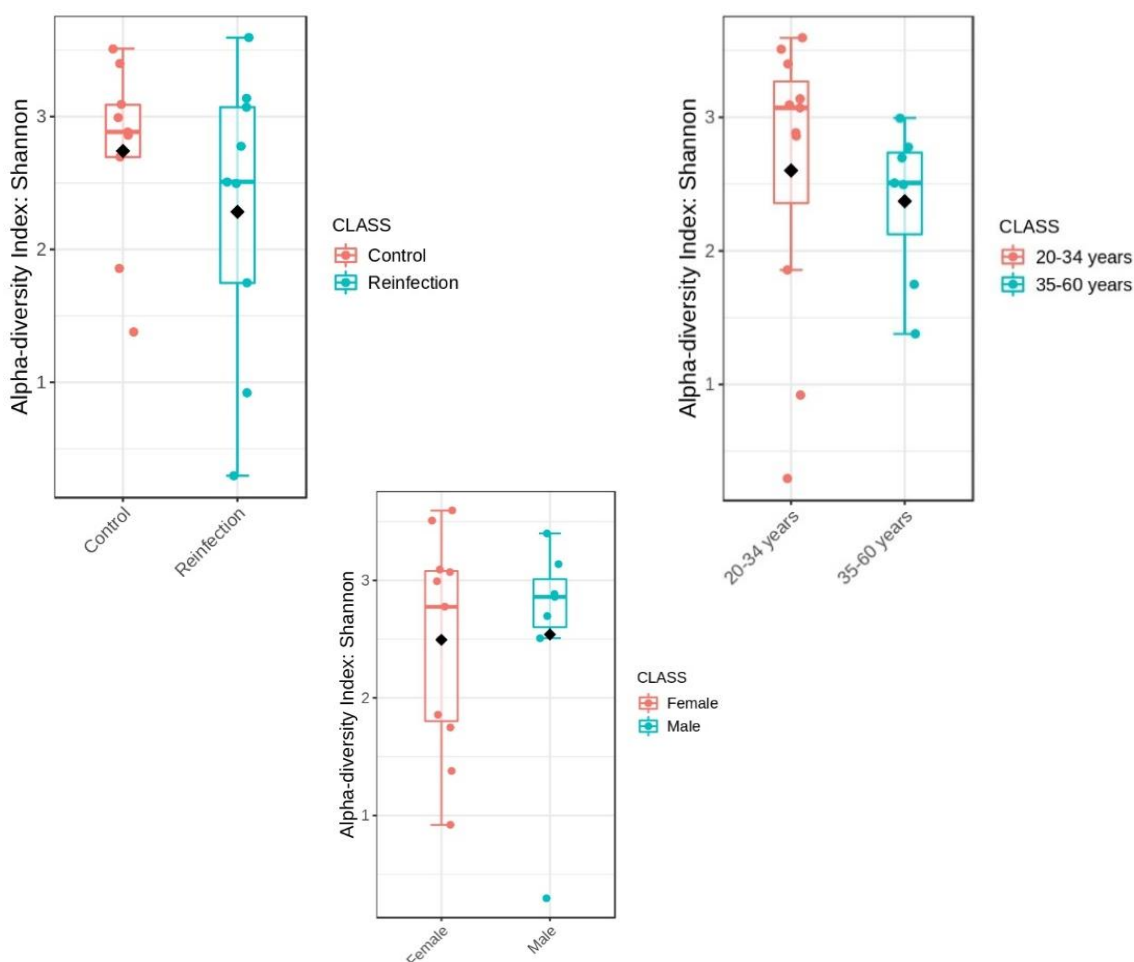 Alpha-diversity Index: Shannon
3
2
1
Control
Reinfection
CLASS
Control
Reinfection
Alpha-diversity Index: Shannon
3
2
1
20-34 years
35-60 years
CLASS
20-34 years
35-60 years
Alpha-diversity Index: Shannon
3
2
1
Female
Male
CLASS
Female
Male